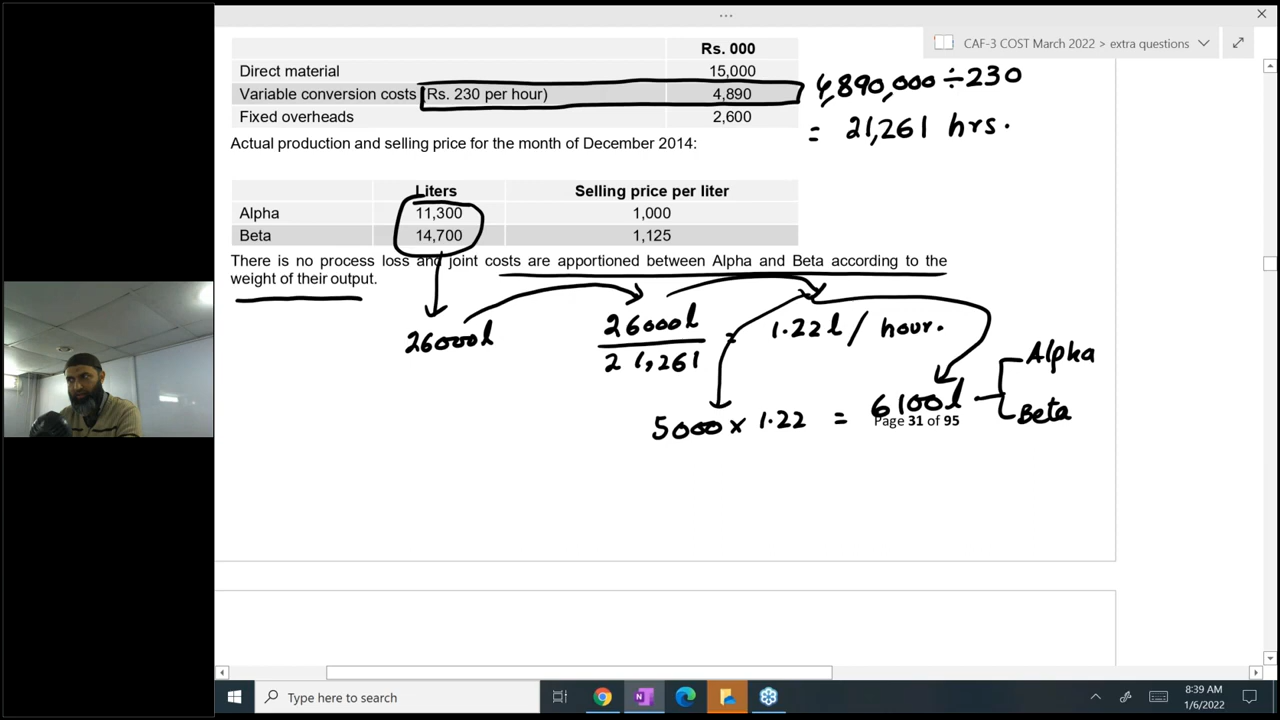 CAF-3 COST March 2022 > extra questions
Rs. 000
Direct material 15,000
Variable conversion costs (Rs. 230 per hour) 4,890
Fixed overheads 2,600
4,890,000 ÷ 230
= 21,261 hrs.
Actual production and selling price for the month of December 2014:
Liters Selling price per liter
Alpha 11,300 1,000
Beta 14,700 1,125
There is no process loss and joint costs are apportioned between Alpha and Beta according to the
weight of their output.
26000l
26000l
21,261
= 1.22l / hour.
5000 x 1.22 = 6100l
Alpha
Beta
Page 31 of 95
Type here to search
8:39 AM
1/6/2022